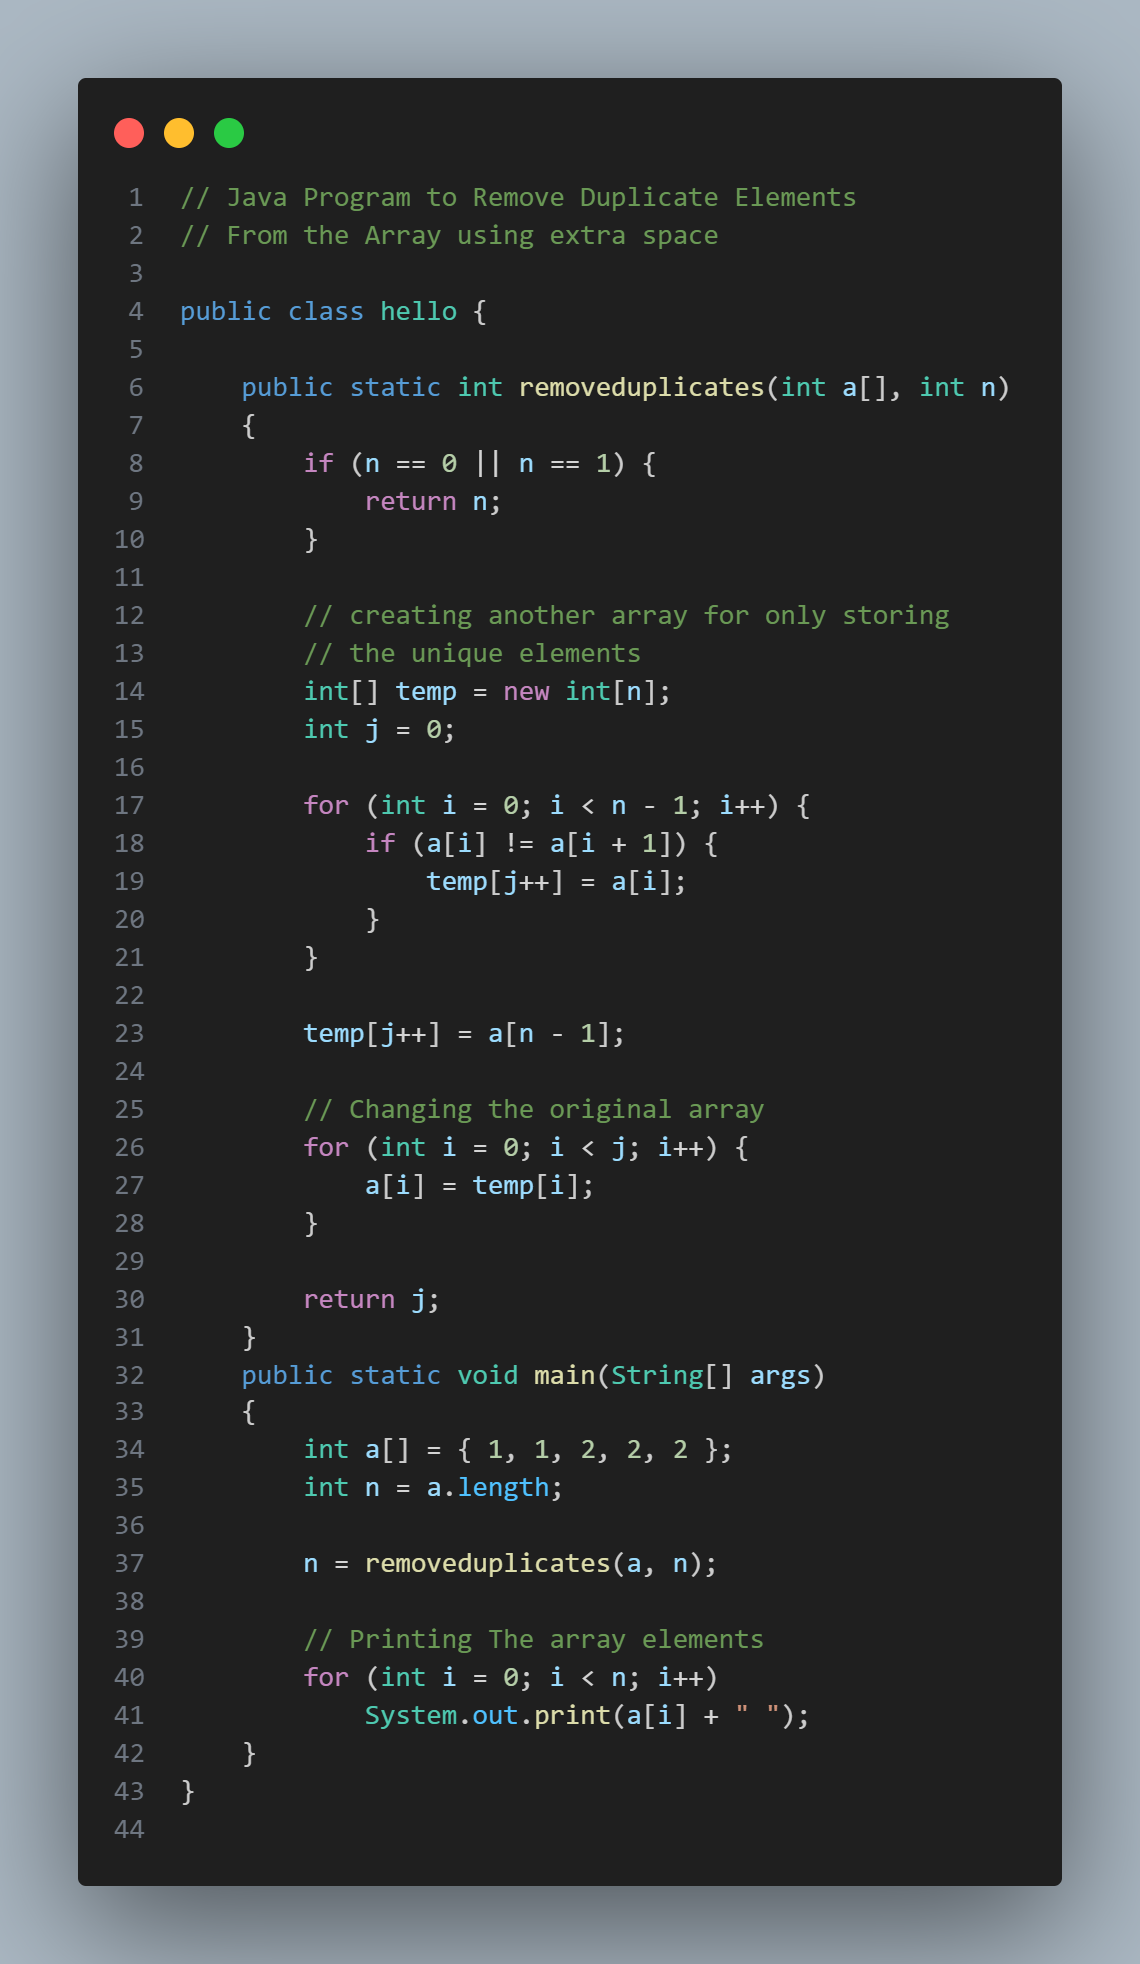 1 // Java Program to Remove Duplicate Elements
2 // From the Array using extra space
3
4 public class hello {
5
6     public static int removeduplicates(int a[], int n)
7     {
8         if (n == 0 || n == 1) {
9             return n;
10         }
11
12         // creating another array for only storing
13         // the unique elements
14         int[] temp = new int[n];
15         int j = 0;
16
17         for (int i = 0; i < n - 1; i++) {
18             if (a[i] != a[i + 1]) {
19                 temp[j++] = a[i];
20             }
21         }
22
23         temp[j++] = a[n - 1];
24
25         // Changing the original array
26         for (int i = 0; i < j; i++) {
27             a[i] = temp[i];
28         }
29
30         return j;
31     }
32     public static void main(String[] args)
33     {
34         int a[] = { 1, 1, 2, 2, 2 };
35         int n = a.length;
36
37         n = removeduplicates(a, n);
38
39         // Printing The array elements
40         for (int i = 0; i < n; i++)
41             System.out.print(a[i] + " ");
42     }
43 }
44